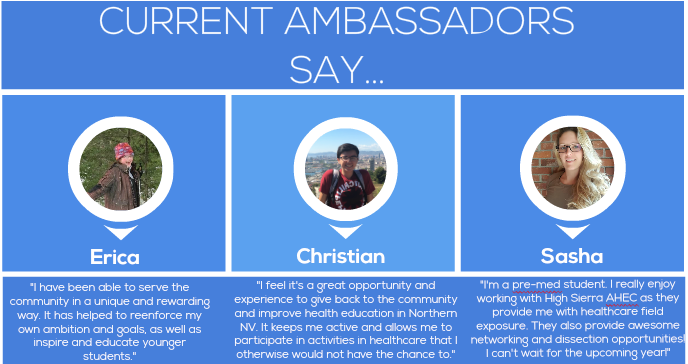 CURRENT AMBASSADORS
SAY...
Erica
"I have been able to serve the
community in a unique and rewarding
way. It has helped to reenforce my
own ambition and goals, as well as
inspire and educate younger
students."
Christian
"I feel it's a great opportunity and
experience to give back to the community
and improve health education in Northern
NV. It keeps me active and allows me to
participate in activities in healthcare that I
otherwise would not have the chance to."
Sasha
"I'm a pre-med student. I really enjoy
working with High Sierra AHEC as they
provide me with healthcare field
exposure. They also provide awesome
networking and dissection opportunities!
I can't wait for the upcoming year!"